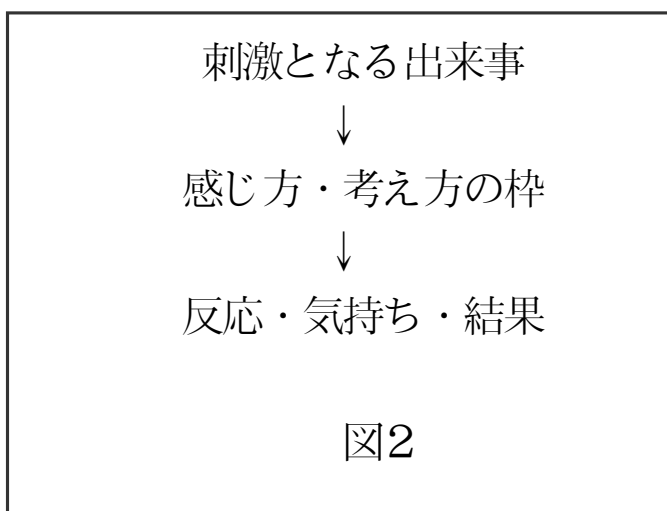 刺激となる出来事
↓
感じ方・考え方の枠
↓
反応・気持ち・結果
図2